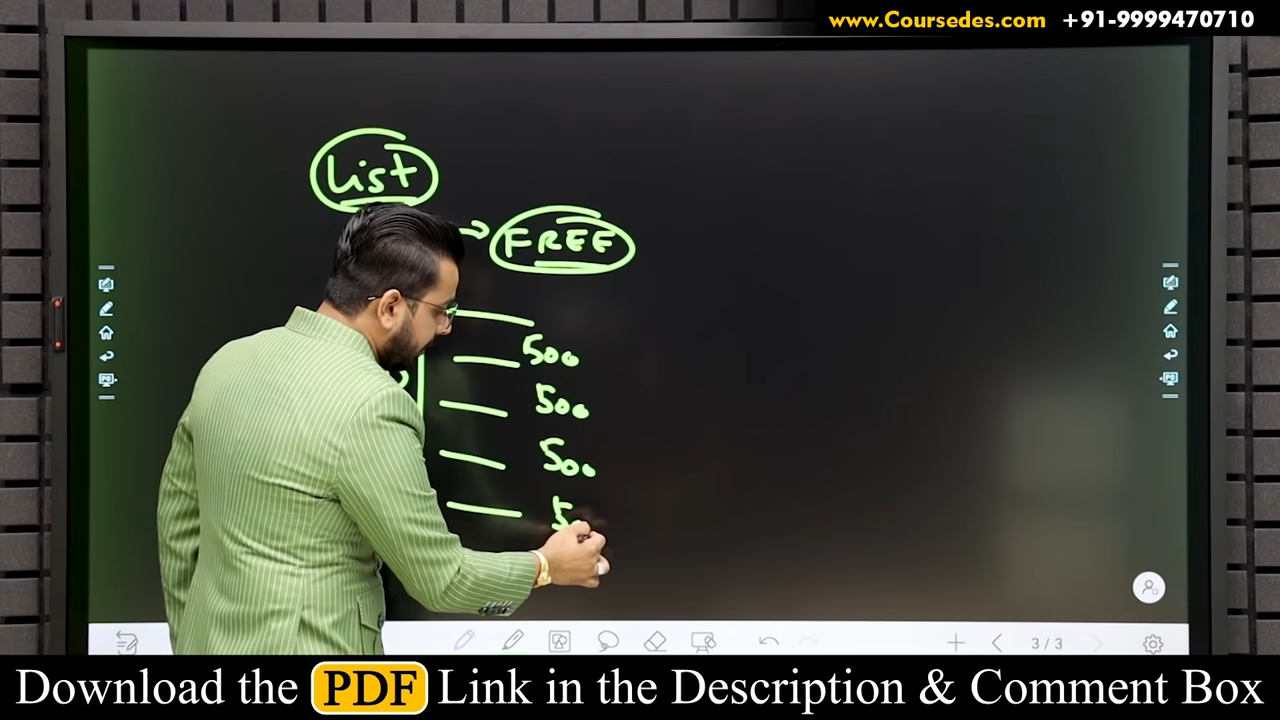 www.Coursedes.com +91-9999470710
List
FREE
500
500
500
5
3 / 3
Download the PDF Link in the Description & Comment Box